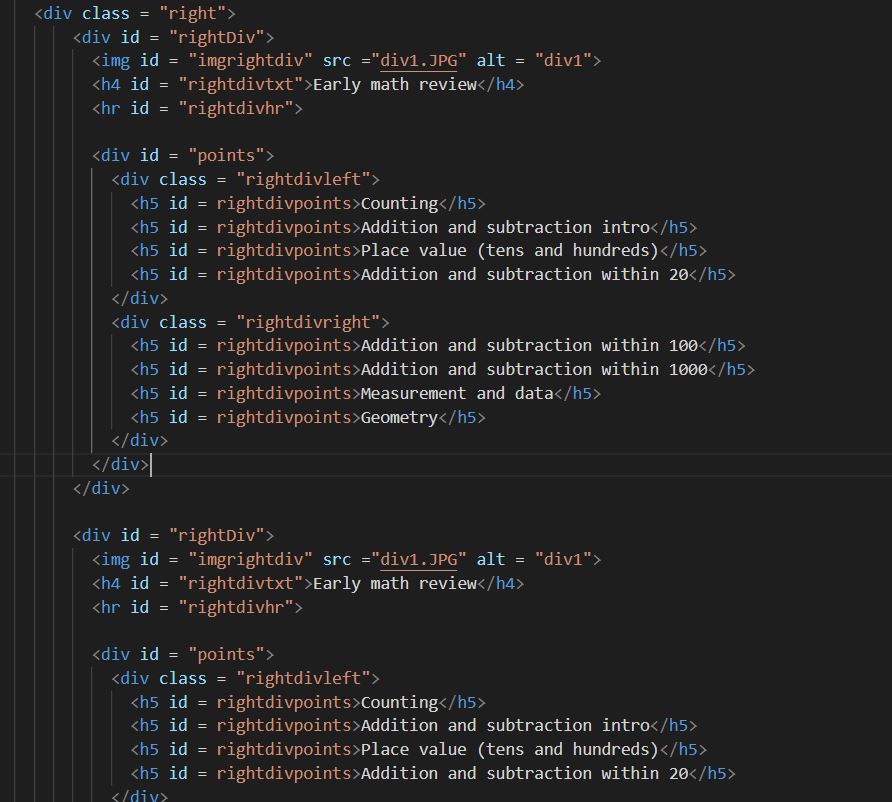 <div class = "right">
<div id = "rightDiv">
<img id = "imgrightdiv" src ="div1.JPG" alt = "div1">
<h4 id = "rightdivtxt">Early math review</h4>
<hr id = "rightdivhr">
<div id = "points">
<div class = "rightdivleft">
<h5 id = rightdivpoints>Counting</h5>
<h5 id = rightdivpoints>Addition and subtraction intro</h5>
<h5 id = rightdivpoints>Place value (tens and hundreds)</h5>
<h5 id = rightdivpoints>Addition and subtraction within 20</h5>
</div>
<div class = "rightdivright">
<h5 id = rightdivpoints>Addition and subtraction within 100</h5>
<h5 id = rightdivpoints>Addition and subtraction within 1000</h5>
<h5 id = rightdivpoints>Measurement and data</h5>
<h5 id = rightdivpoints>Geometry</h5>
</div>
</div>
</div>
<div id = "rightDiv">
<img id = "imgrightdiv" src ="div1.JPG" alt = "div1">
<h4 id = "rightdivtxt">Early math review</h4>
<hr id = "rightdivhr">
<div id = "points">
<div class = "rightdivleft">
<h5 id = rightdivpoints>Counting</h5>
<h5 id = rightdivpoints>Addition and subtraction intro</h5>
<h5 id = rightdivpoints>Place value (tens and hundreds)</h5>
<h5 id = rightdivpoints>Addition and subtraction within 20</h5>
</div>